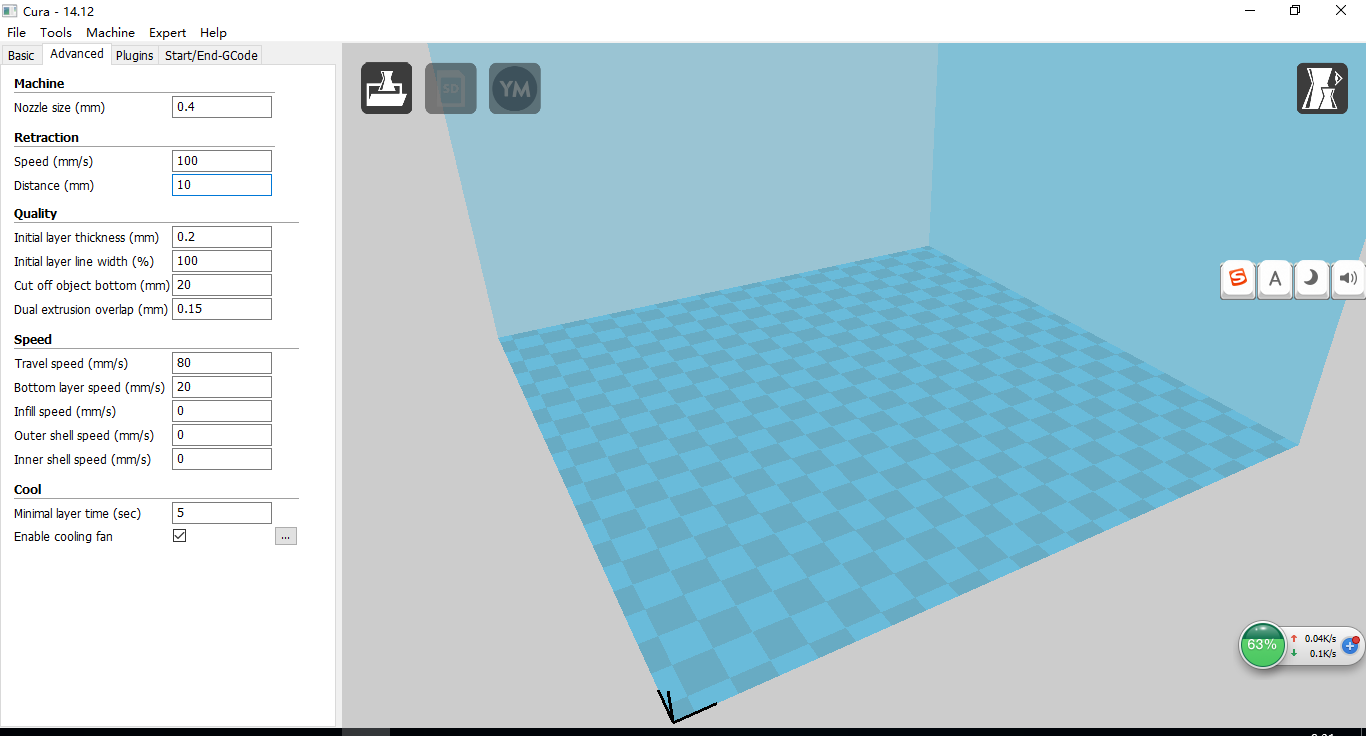 Cura - 14.12
File Tools Machine Expert Help
Basic Advanced Plugins Start/End-GCode
Machine
Nozzle size (mm) 0.4
Retraction
Speed (mm/s) 100
Distance (mm) 10
Quality
Initial layer thickness (mm) 0.2
Initial layer line width (%) 100
Cut off object bottom (mm) 20
Dual extrusion overlap (mm) 0.15
Speed
Travel speed (mm/s) 80
Bottom layer speed (mm/s) 20
Infill speed (mm/s) 0
Outer shell speed (mm/s) 0
Inner shell speed (mm/s) 0
Cool
Minimal layer time (sec) 5
Enable cooling fan ...
SD YM
S A
63% 0.04K/s
0.1K/s